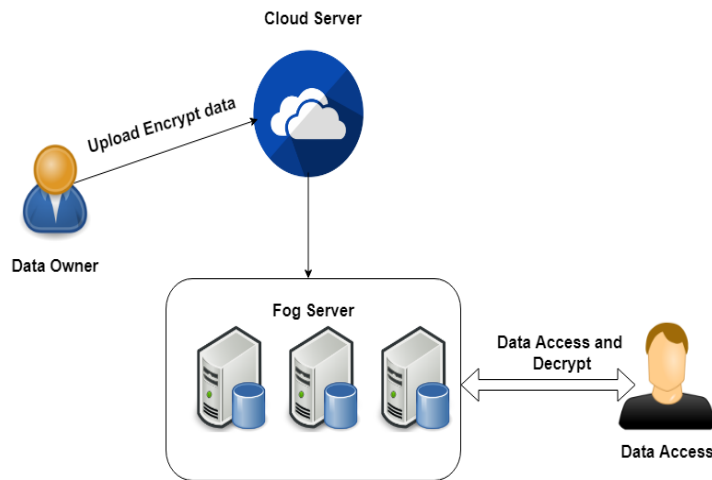 Cloud Server
Upload Encrypt data
Data Owner
Fog Server
Data Access and
Decrypt
Data Access